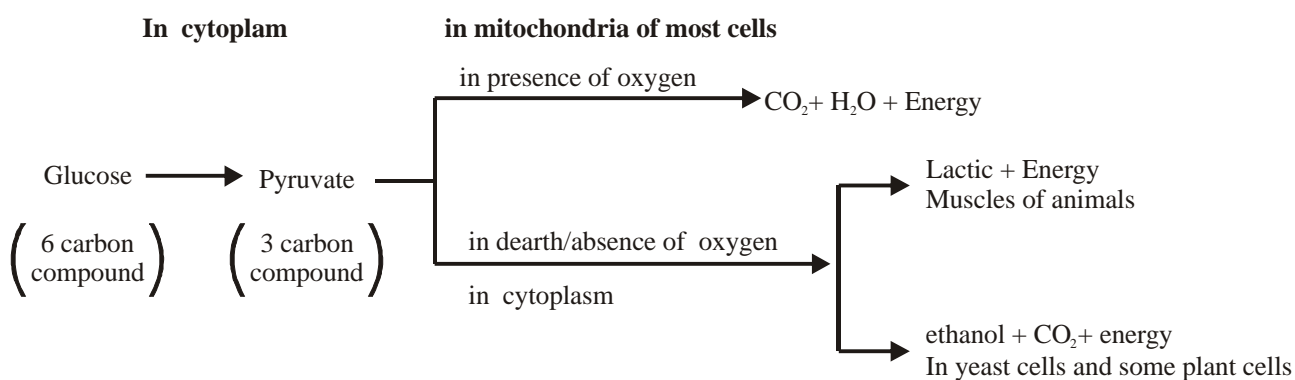 In cytoplam
in mitochondria of most cells
in presence of oxygen
CO₂+ H₂O + Energy
Glucose
Pyruvate
Lactic + Energy
Muscles of animals
6 carbon
compound
3 carbon
compound
in dearth/absence of oxygen
in cytoplasm
ethanol + CO₂+ energy
In yeast cells and some plant cells